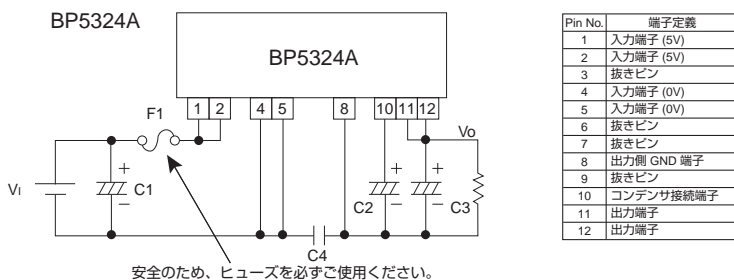 BP5324A
BP5324A
1 2 4 5 8 10 11 12
F1
Vo
VI
+
C1
−
+
C2
−
+
C3
−
C4
安全のため、ヒューズを必ずご使用ください。
Pin No. 端子定義
1 入力端子 (5V)
2 入力端子 (5V)
3 抜きピン
4 入力端子 (0V)
5 入力端子 (0V)
6 抜きピン
7 抜きピン
8 出力側 GND 端子
9 抜きピン
10 コンデンサ接続端子
11 出力端子
12 出力端子